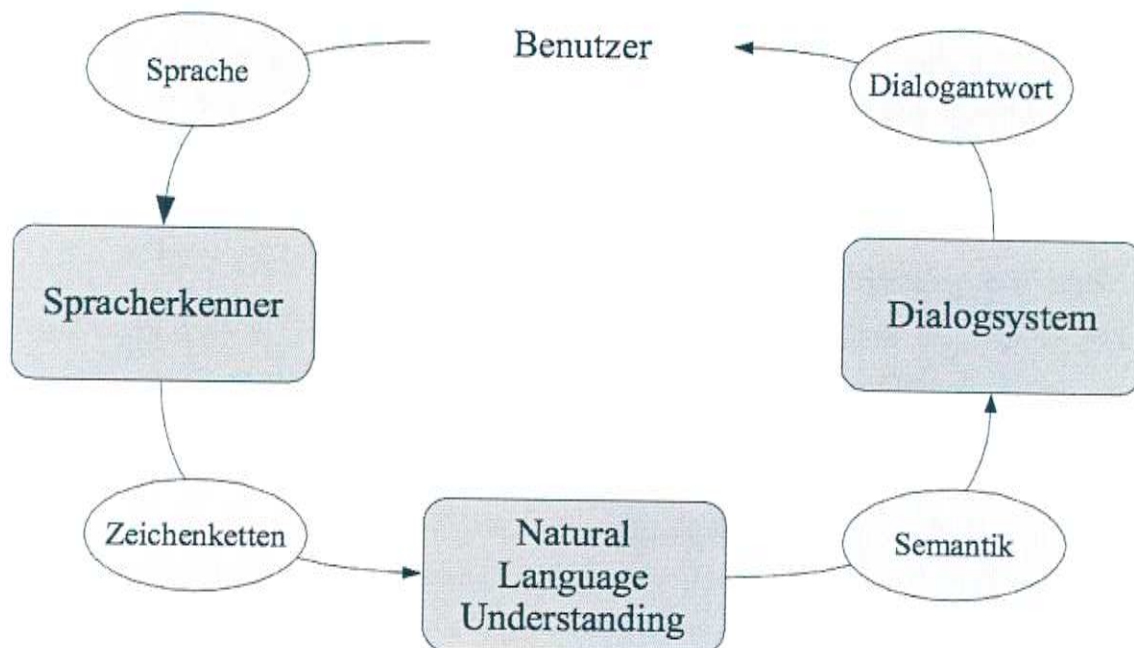 Benutzer
Sprache
Dialogantwort
Spracherkenner
Dialogsystem
Zeichenketten
Natural
Language
Understanding
Semantik